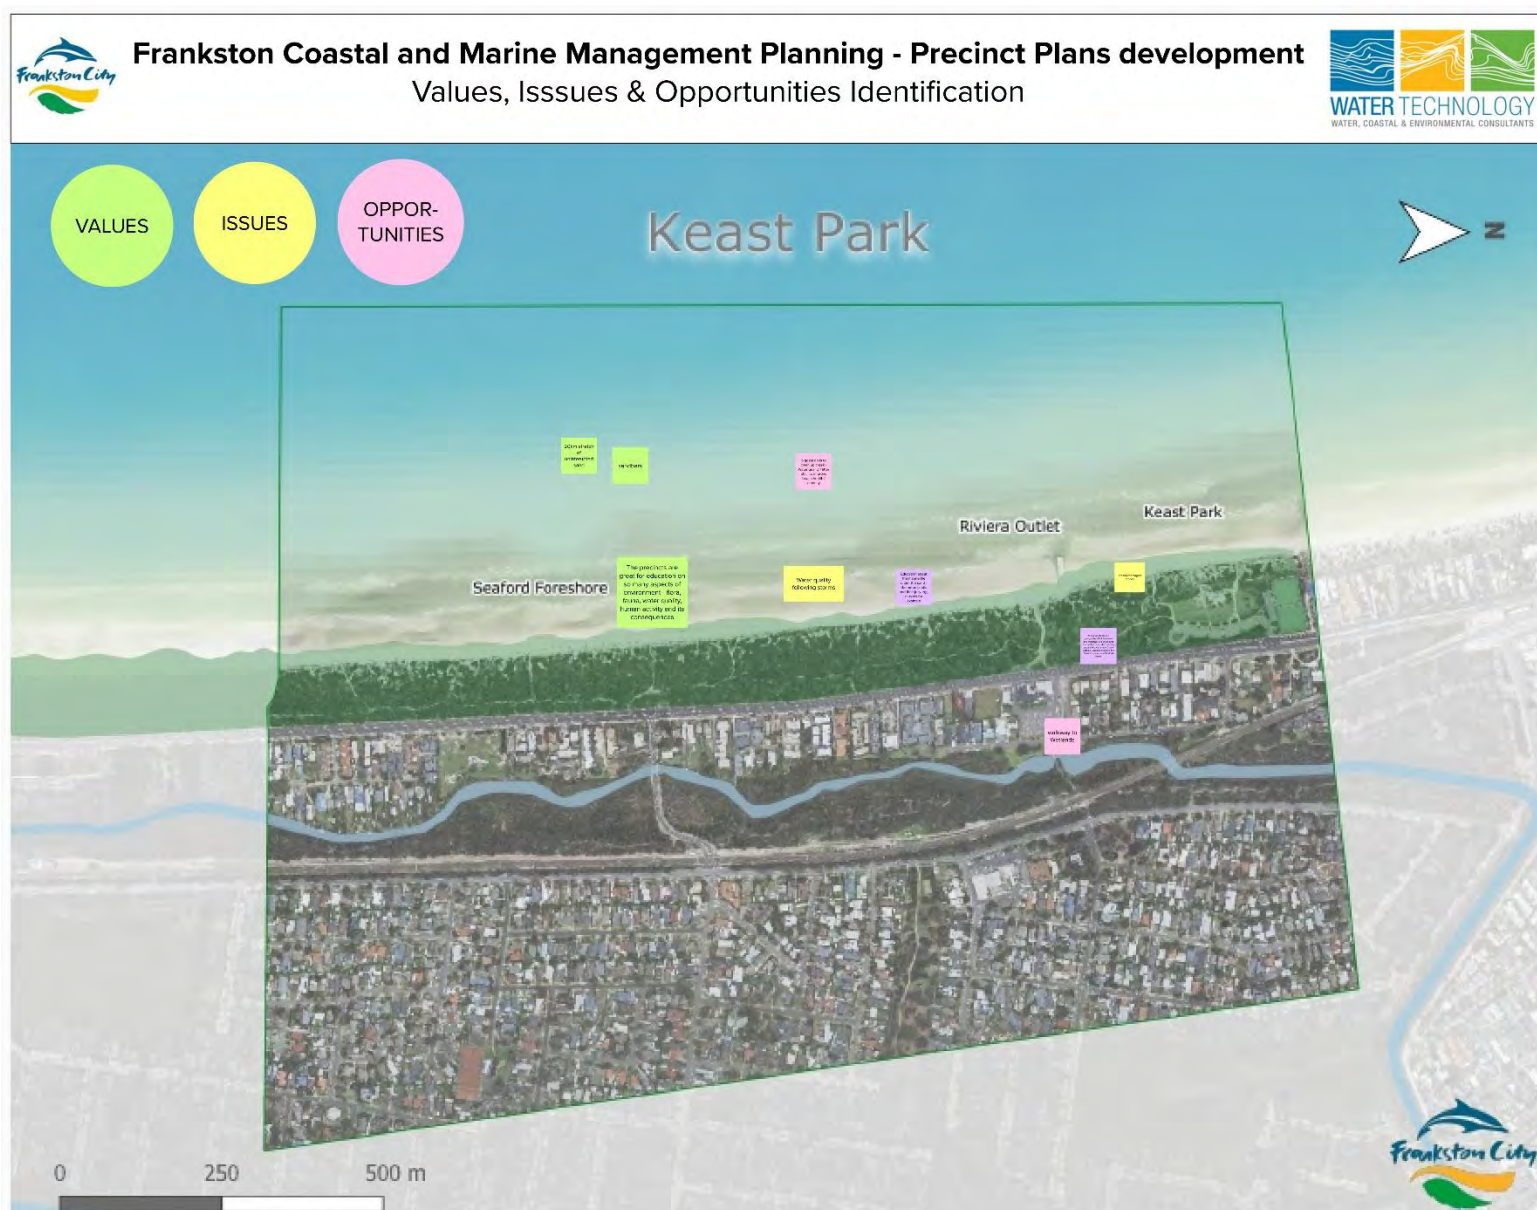 Frankston City
Frankston Coastal and Marine Management Planning - Precinct Plans development
Values, Isssues & Opportunities Identification
WATER TECHNOLOGY
WATER, COASTAL & ENVIRONMENTAL CONSULTANTS
VALUES
ISSUES
OPPOR-
TUNITIES
Keast Park
N
sandbars
Keast Park
Riviera Outlet
Seaford Foreshore
The precincts are
great for education on
so many aspects of
environment - flora,
fauna, water quality,
human activity and its
consequences
Water quality
following storms
walkway to
Wetlands
0 250 500 m
Frankston City